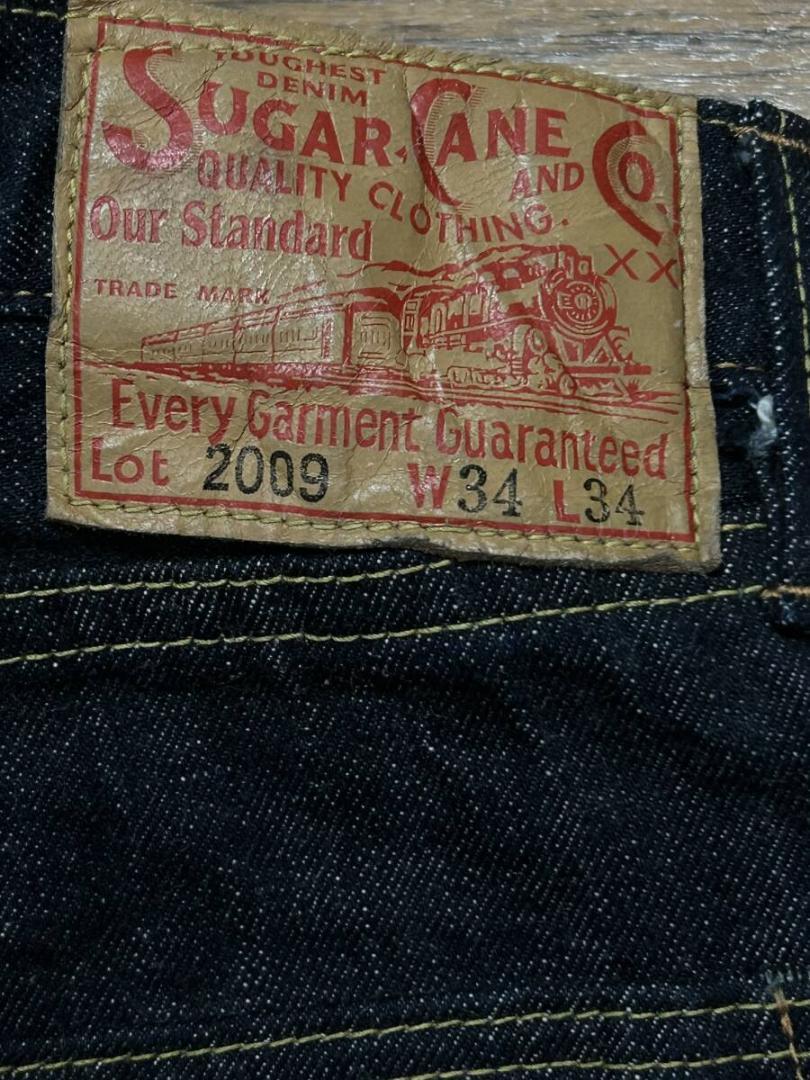 TOUGHEST
DENIM
SUGAR CANE AND CO.
QUALITY CLOTHING.
Our Standard
XX
TRADE MARK
Every Garment Guaranteed
Lot 2009 W34 L34